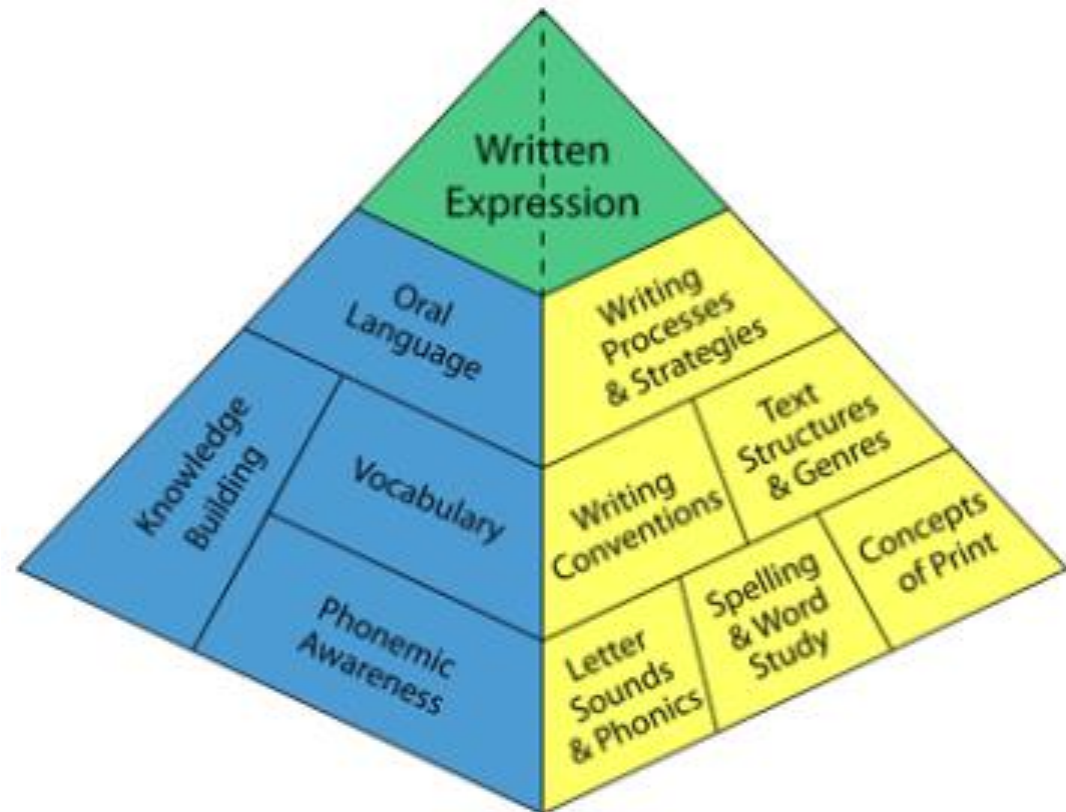 Written
Expression
Oral
Language
Knowledge
Building
Vocabulary
Phonemic
Awareness
Writing
Processes
& Strategies
Writing
Conventions
Text
Structures
& Genres
Letter
Sounds
& Phonics
Spelling
& Word
Study
Concepts
of Print